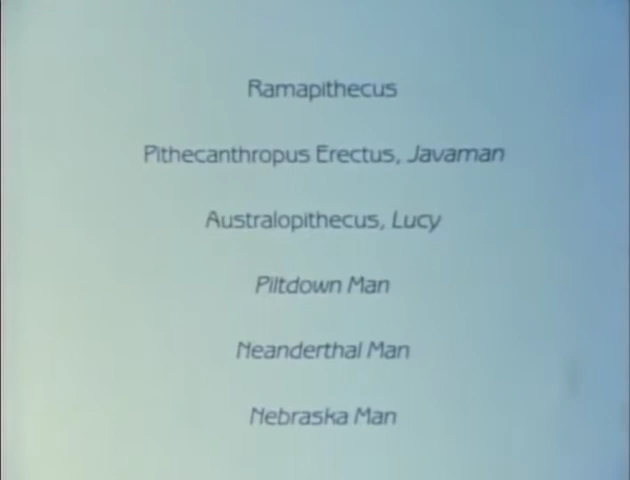 Ramapithecus
Pithecanthropus Erectus, Javaman
Australopithecus, Lucy
Piltdown Man
Neanderthal Man
Nebraska Man